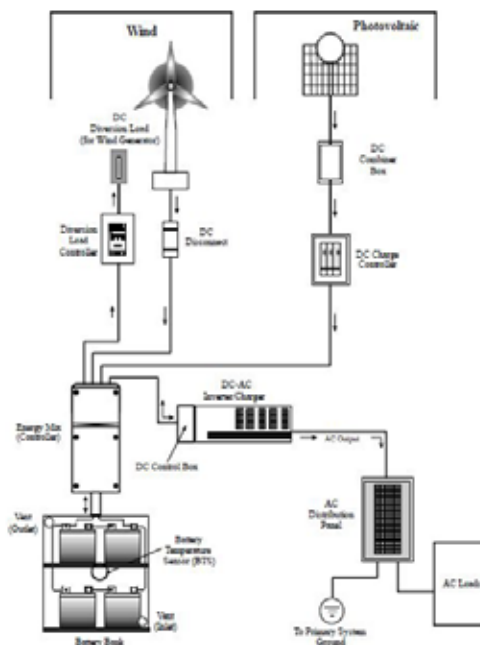 Wind
Photovoltaic
DC
Diversion Load
(for Wind Generator)
DC
Combiner
Box
Diversion
Load
Controller
DC
Disconnect
DC Charge
Controller
DC-AC
Inverter/Charger
Energy Mix
(Controller)
DC Control Box
AC Output
Vent
(Outlet)
Battery
Temperature
Sensor (BTS)
AC
Distribution
Panel
AC Loads
Vent
(Inlet)
To Primary System
Ground
Battery Bank